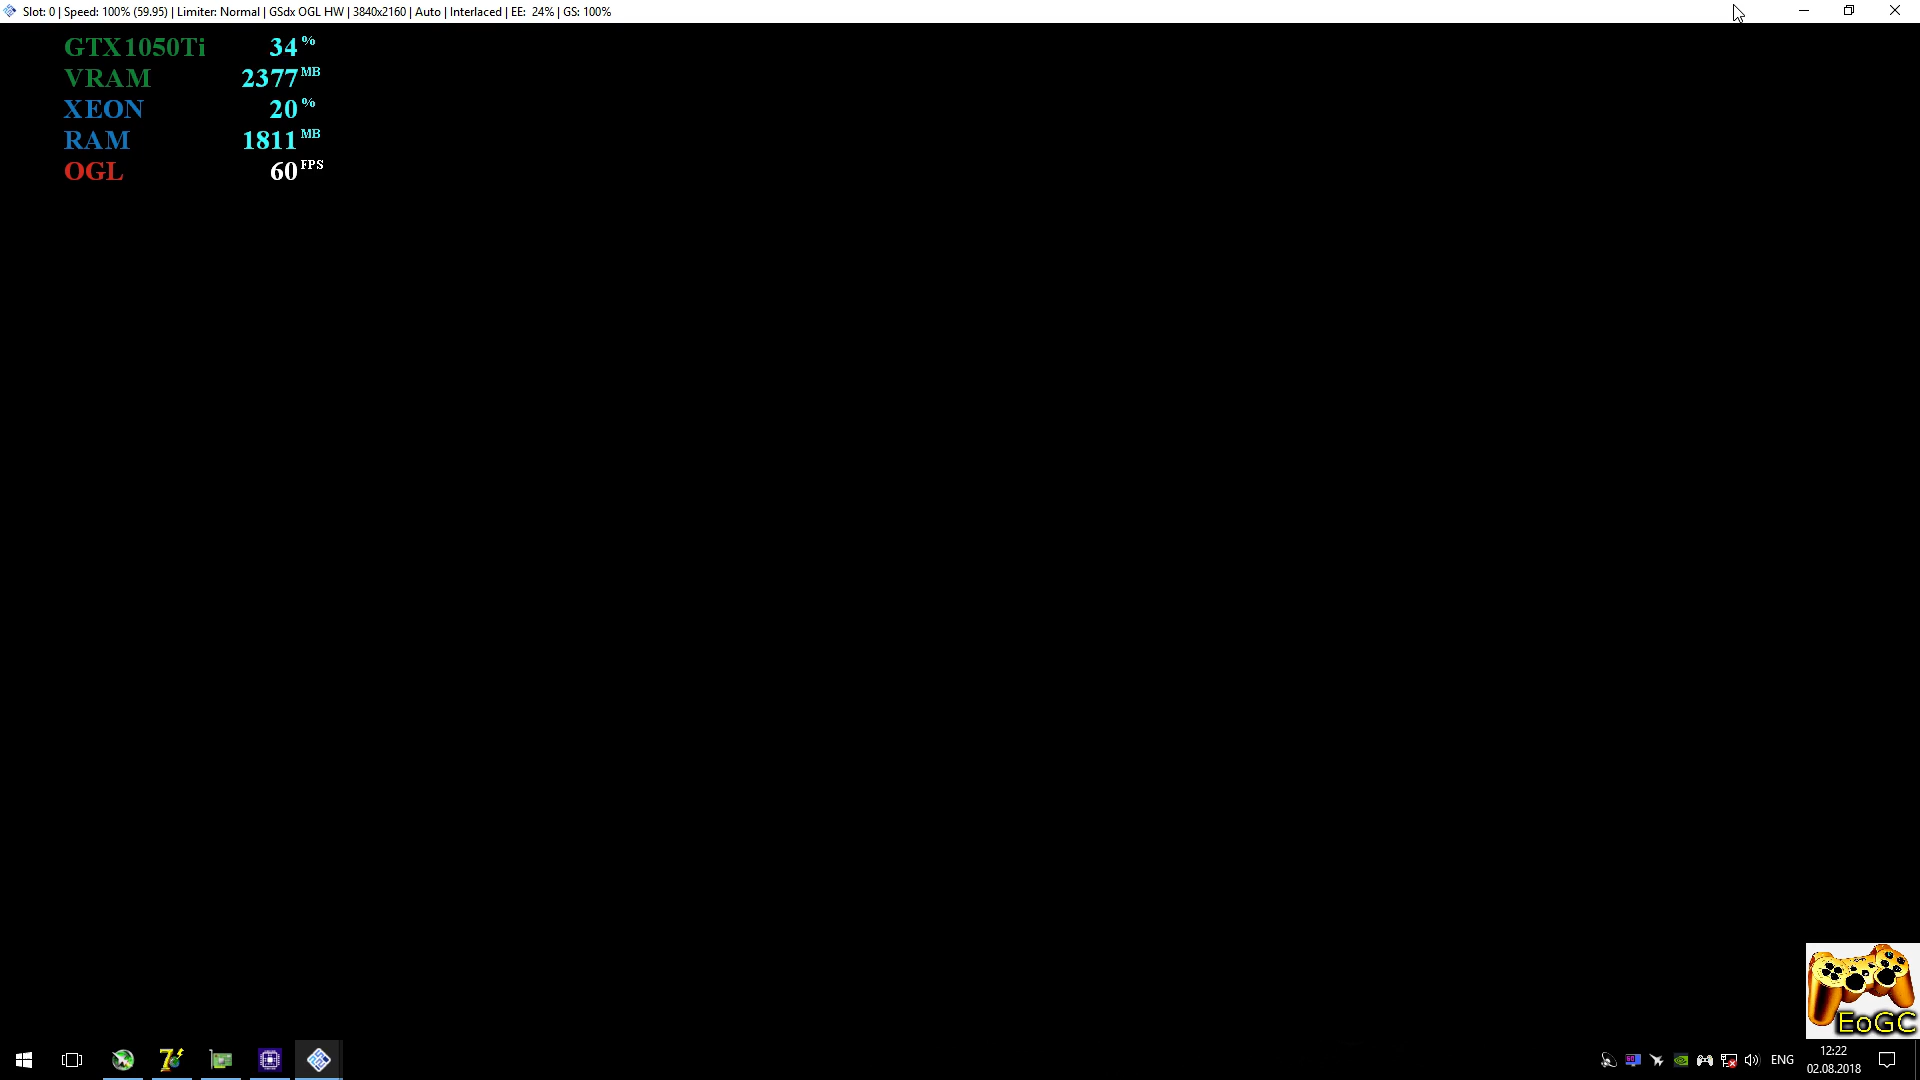 Slot: 0 | Speed: 100% (59.95) | Limiter: Normal | GSdx OGL HW | 3840x2160 | Auto | Interlaced | EE: 24% | GS: 100%
GTX1050Ti 34 %
VRAM 2377 MB
XEON 20 %
RAM 1811 MB
OGL 60 FPS
EoGC
ENG
12:22
02.08.2018